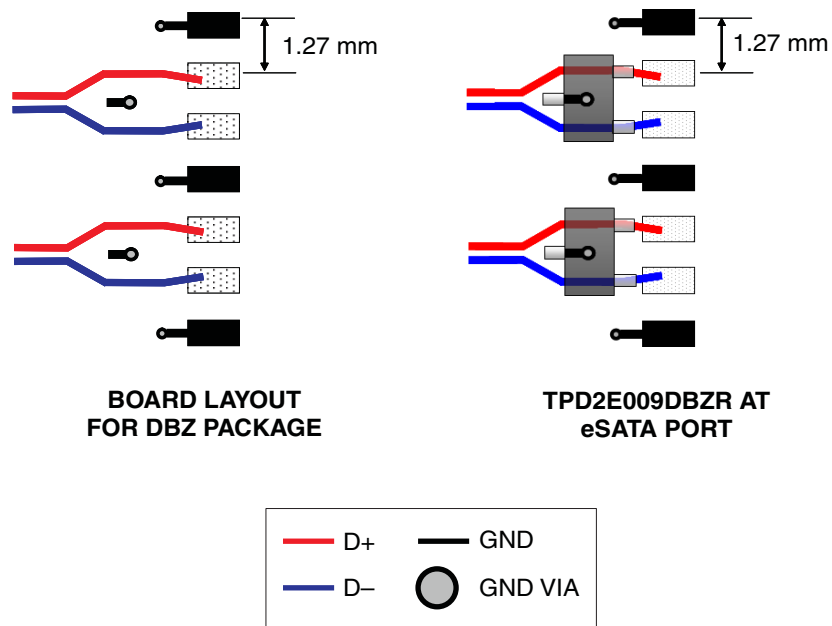 1.27 mm
1.27 mm
BOARD LAYOUT
FOR DBZ PACKAGE
TPD2E009DBZR AT
eSATA PORT
D+
GND
D–
GND VIA